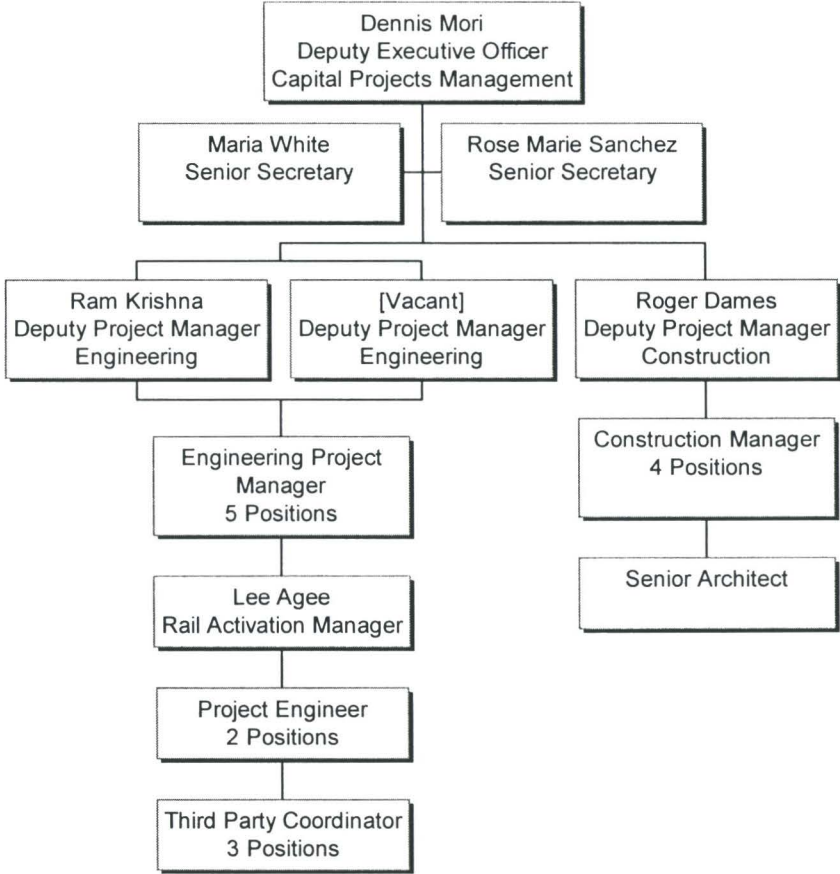 Dennis Mori
Deputy Executive Officer
Capital Projects Management
Maria White
Senior Secretary
Rose Marie Sanchez
Senior Secretary
Ram Krishna
Deputy Project Manager
Engineering
[Vacant]
Deputy Project Manager
Engineering
Roger Dames
Deputy Project Manager
Construction
Engineering Project
Manager
5 Positions
Construction Manager
4 Positions
Lee Agee
Rail Activation Manager
Senior Architect
Project Engineer
2 Positions
Third Party Coordinator
3 Positions